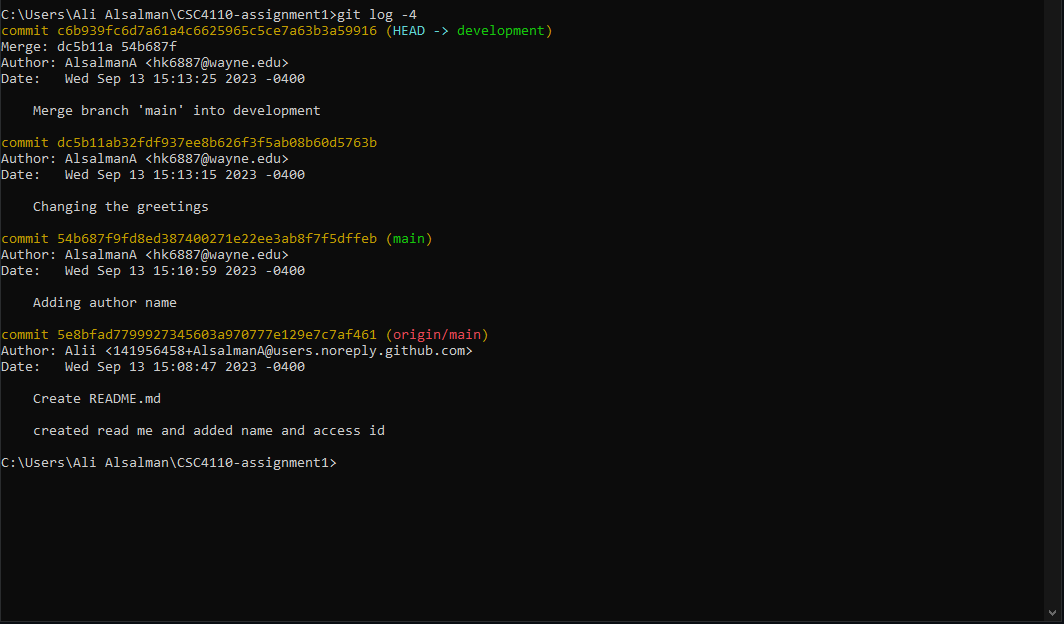 C:\Users\Ali Alsalman\CSC4110-assignment1>git log -4
commit c6b939fc6d7a61a4c6625965c5ce7a63b3a59916 (HEAD -> development)
Merge: dc5b11a 54b687f
Author: AlsalmanA <hk6887@wayne.edu>
Date:   Wed Sep 13 15:13:25 2023 -0400

    Merge branch 'main' into development

commit dc5b11ab32fdf937ee8b626f3f5ab08b60d5763b
Author: AlsalmanA <hk6887@wayne.edu>
Date:   Wed Sep 13 15:13:15 2023 -0400

    Changing the greetings

commit 54b687f9fd8ed387400271e22ee3ab8f7f5dffeb (main)
Author: AlsalmanA <hk6887@wayne.edu>
Date:   Wed Sep 13 15:10:59 2023 -0400

    Adding author name

commit 5e8bfad7799927345603a970777e129e7c7af461 (origin/main)
Author: Alii <141956458+AlsalmanA@users.noreply.github.com>
Date:   Wed Sep 13 15:08:47 2023 -0400

    Create README.md

    created read me and added name and access id

C:\Users\Ali Alsalman\CSC4110-assignment1>